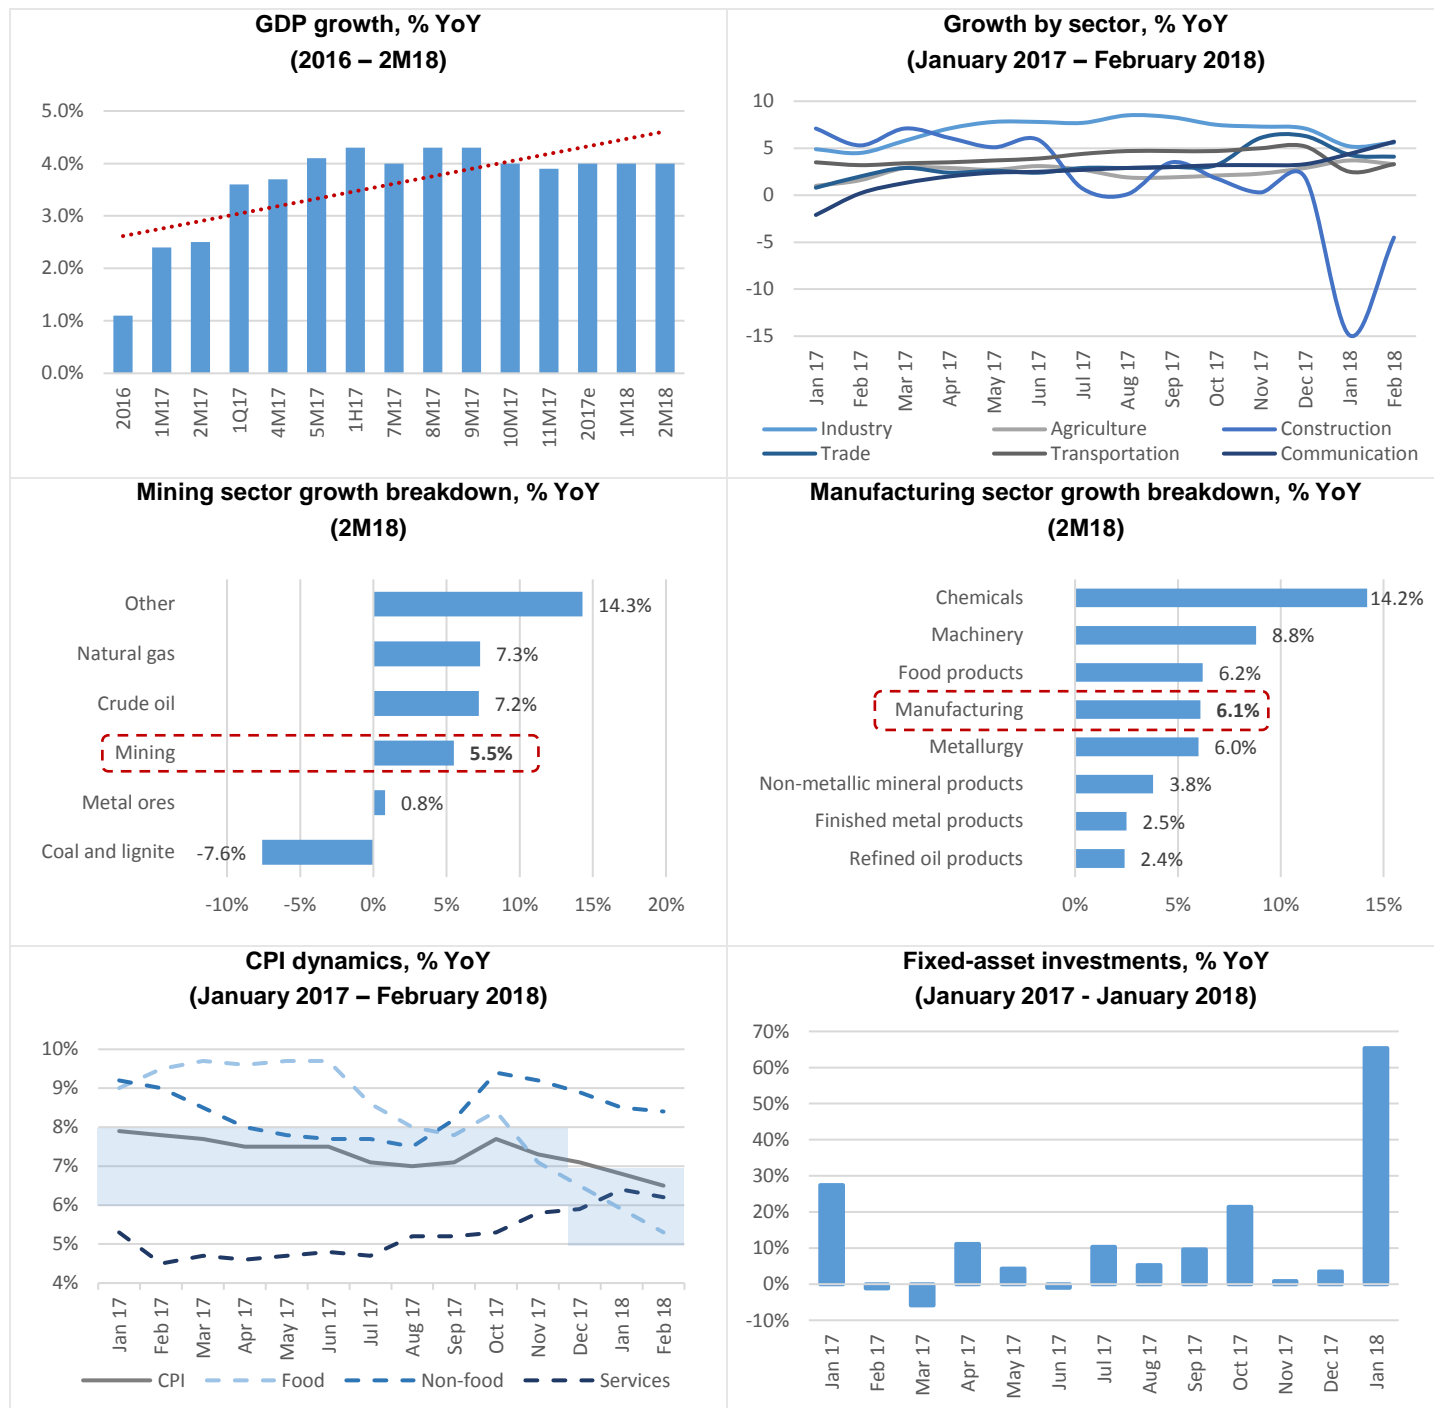 GDP growth, % YoY
(2016 – 2M18)
5.0%
4.0%
3.0%
2.0%
1.0%
0.0%
2016
1M17
2M17
1Q17
4M17
5M17
1H17
7M17
8M17
9M17
10M17
11M17
2017e
1M18
2M18
Growth by sector, % YoY
(January 2017 – February 2018)
10
5
0
-5
-10
-15
Jan 17
Feb 17
Mar 17
Apr 17
May 17
Jun 17
Jul 17
Aug 17
Sep 17
Oct 17
Nov 17
Dec 17
Jan 18
Feb 18
Industry
Agriculture
Construction
Trade
Transportation
Communication
Mining sector growth breakdown, % YoY
(2M18)
Other
14.3%
Natural gas
7.3%
Crude oil
7.2%
Mining
5.5%
Metal ores
0.8%
Coal and lignite
-7.6%
-10%
-5%
0%
5%
10%
15%
20%
Manufacturing sector growth breakdown, % YoY
(2M18)
Chemicals
14.2%
Machinery
8.8%
Food products
6.2%
Manufacturing
6.1%
Metallurgy
6.0%
Non-metallic mineral products
3.8%
Finished metal products
2.5%
Refined oil products
2.4%
0%
5%
10%
15%
CPI dynamics, % YoY
(January 2017 – February 2018)
10%
9%
8%
7%
6%
5%
4%
Jan 17
Feb 17
Mar 17
Apr 17
May 17
Jun 17
Jul 17
Aug 17
Sep 17
Oct 17
Nov 17
Dec 17
Jan 18
Feb 18
CPI
Food
Non-food
Services
Fixed-asset investments, % YoY
(January 2017 - January 2018)
70%
60%
50%
40%
30%
20%
10%
0%
-10%
Jan 17
Feb 17
Mar 17
Apr 17
May 17
Jun 17
Jul 17
Aug 17
Sep 17
Oct 17
Nov 17
Dec 17
Jan 18